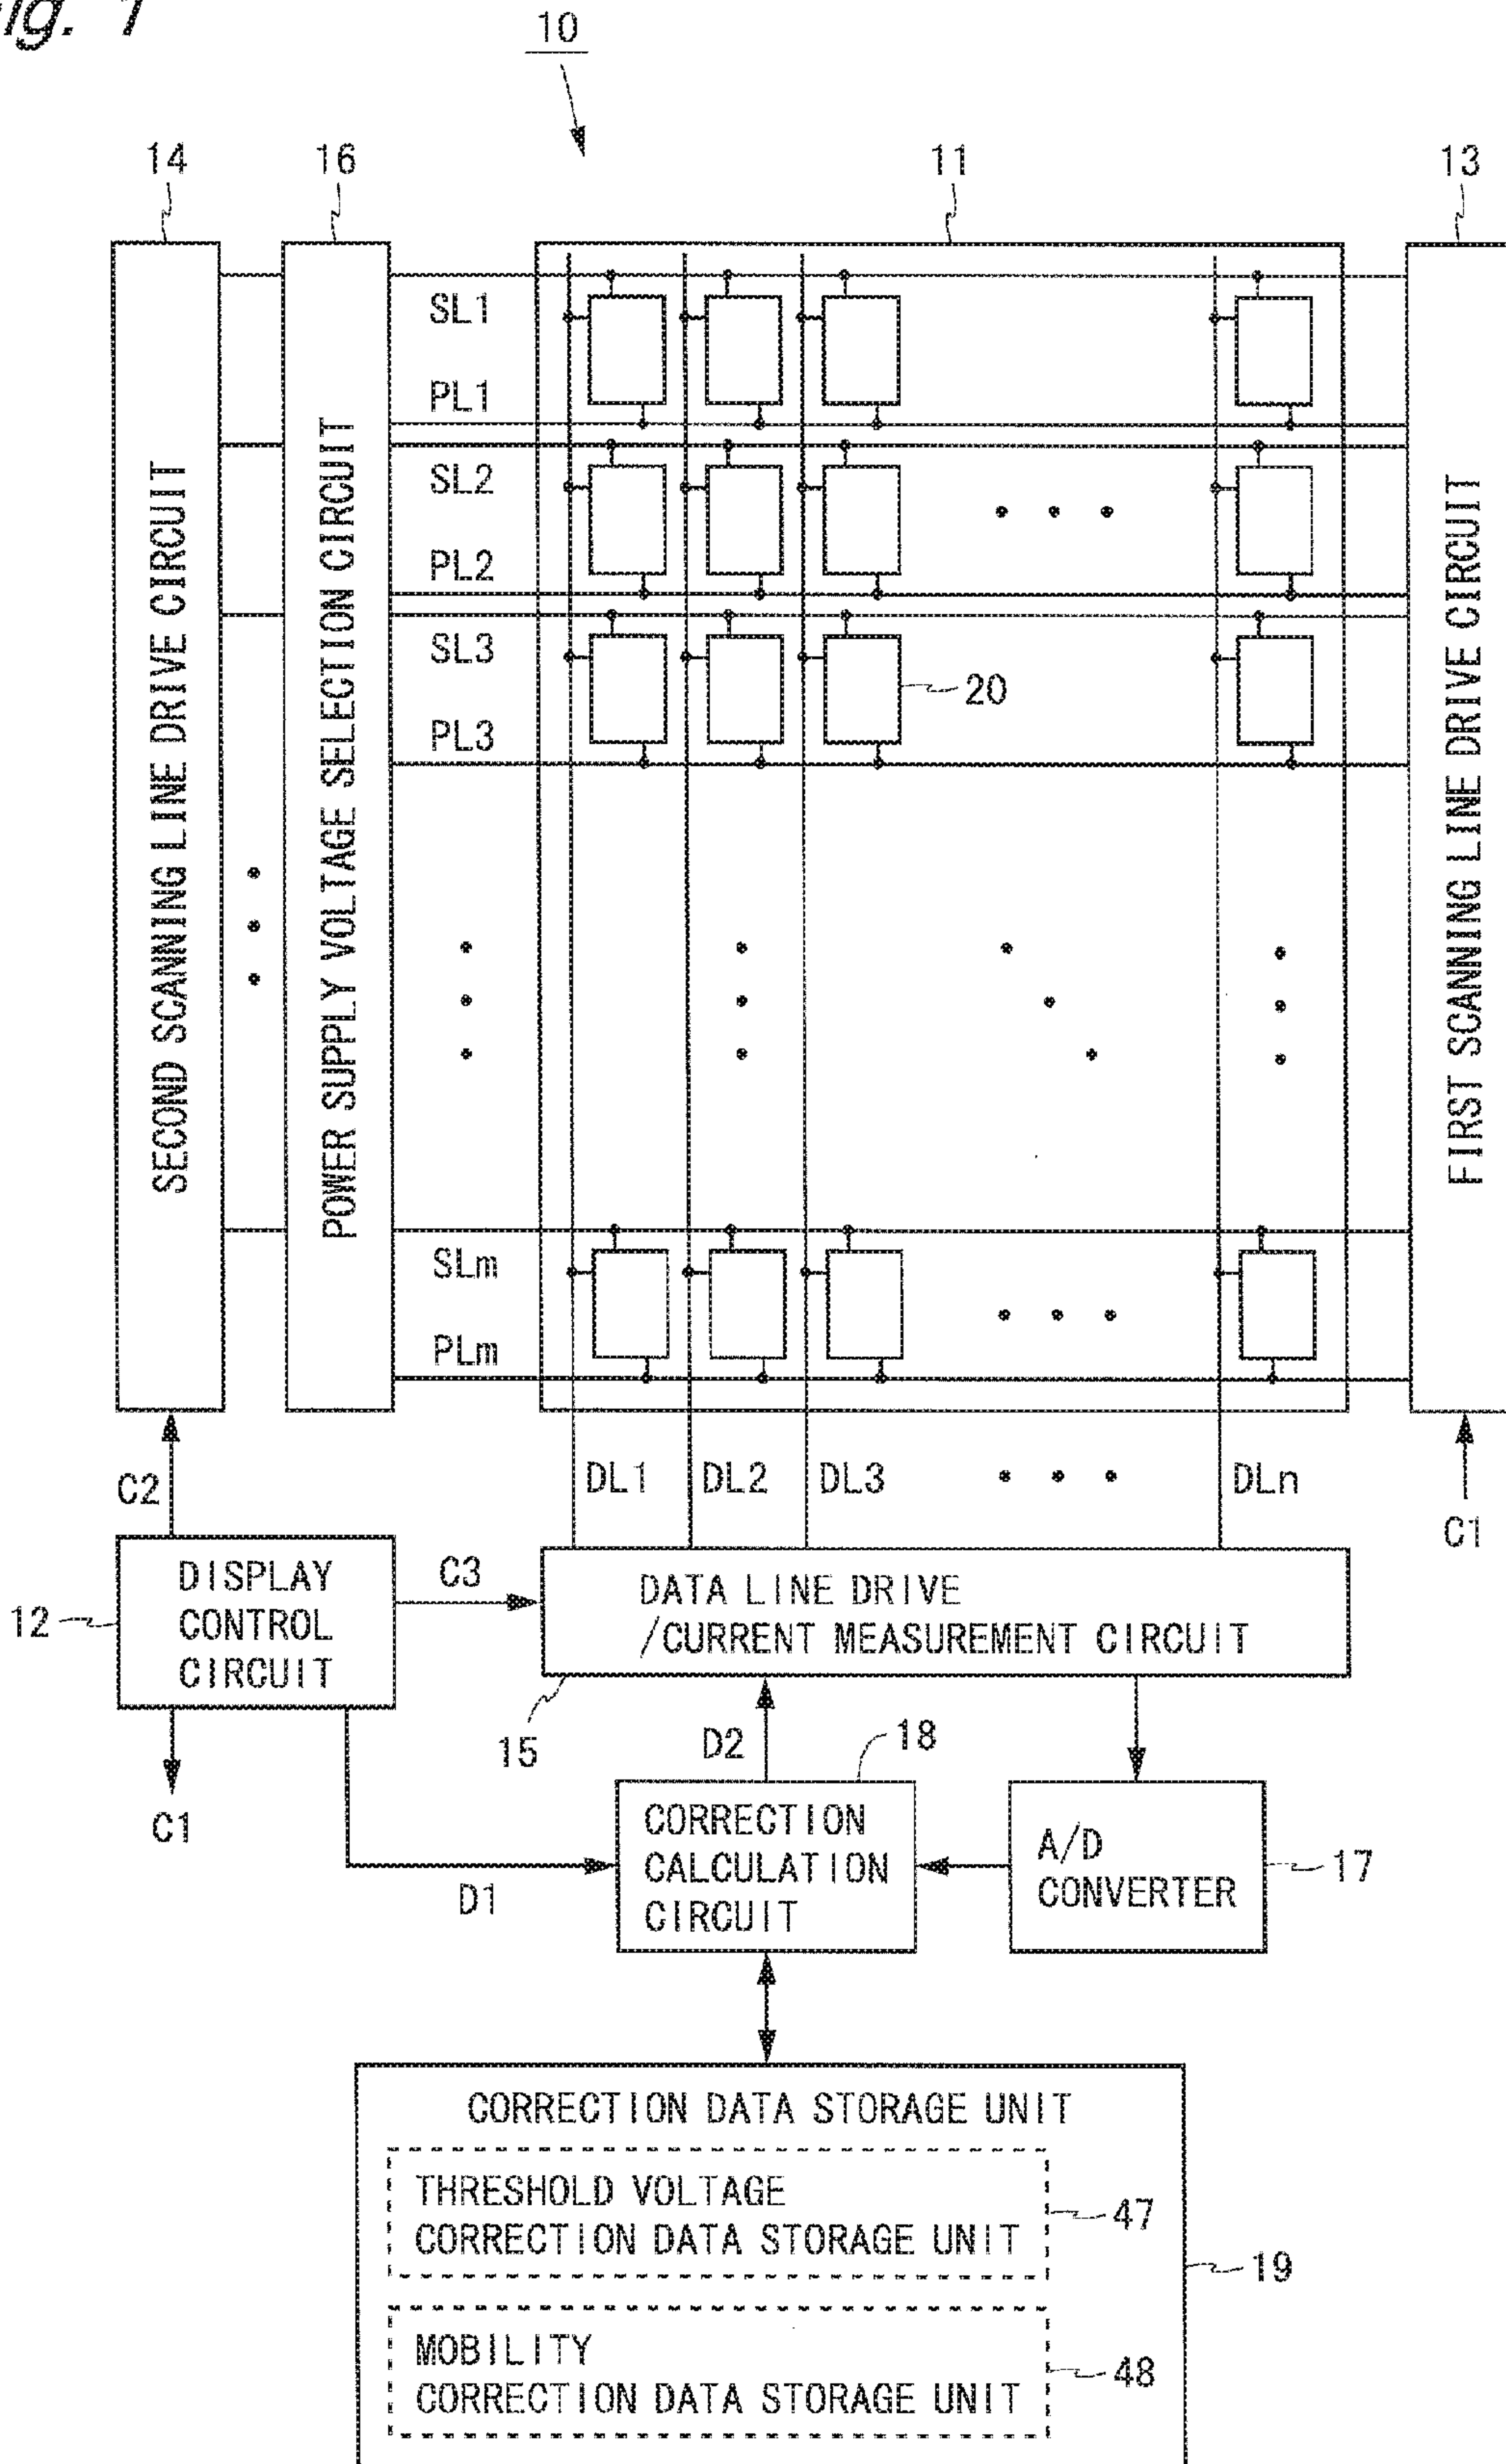 Fig. 1
10
14
16
11
13
SECOND SCANNING LINE DRIVE CIRCUIT
POWER SUPPLY VOLTAGE SELECTION CIRCUIT
SL1
PL1
SL2
PL2
SL3
PL3
20
SLm
PLm
FIRST SCANNING LINE DRIVE CIRCUIT
C2
DL1
DL2
DL3
DLn
C1
12
DISPLAY
CONTROL
CIRCUIT
C3
DATA LINE DRIVE
/CURRENT MEASUREMENT CIRCUIT
15
C1
D1
D2
18
CORRECTION
CALCULATION
CIRCUIT
A/D
CONVERTER
17
CORRECTION DATA STORAGE UNIT
THRESHOLD VOLTAGE
CORRECTION DATA STORAGE UNIT
47
19
MOBILITY
CORRECTION DATA STORAGE UNIT
48